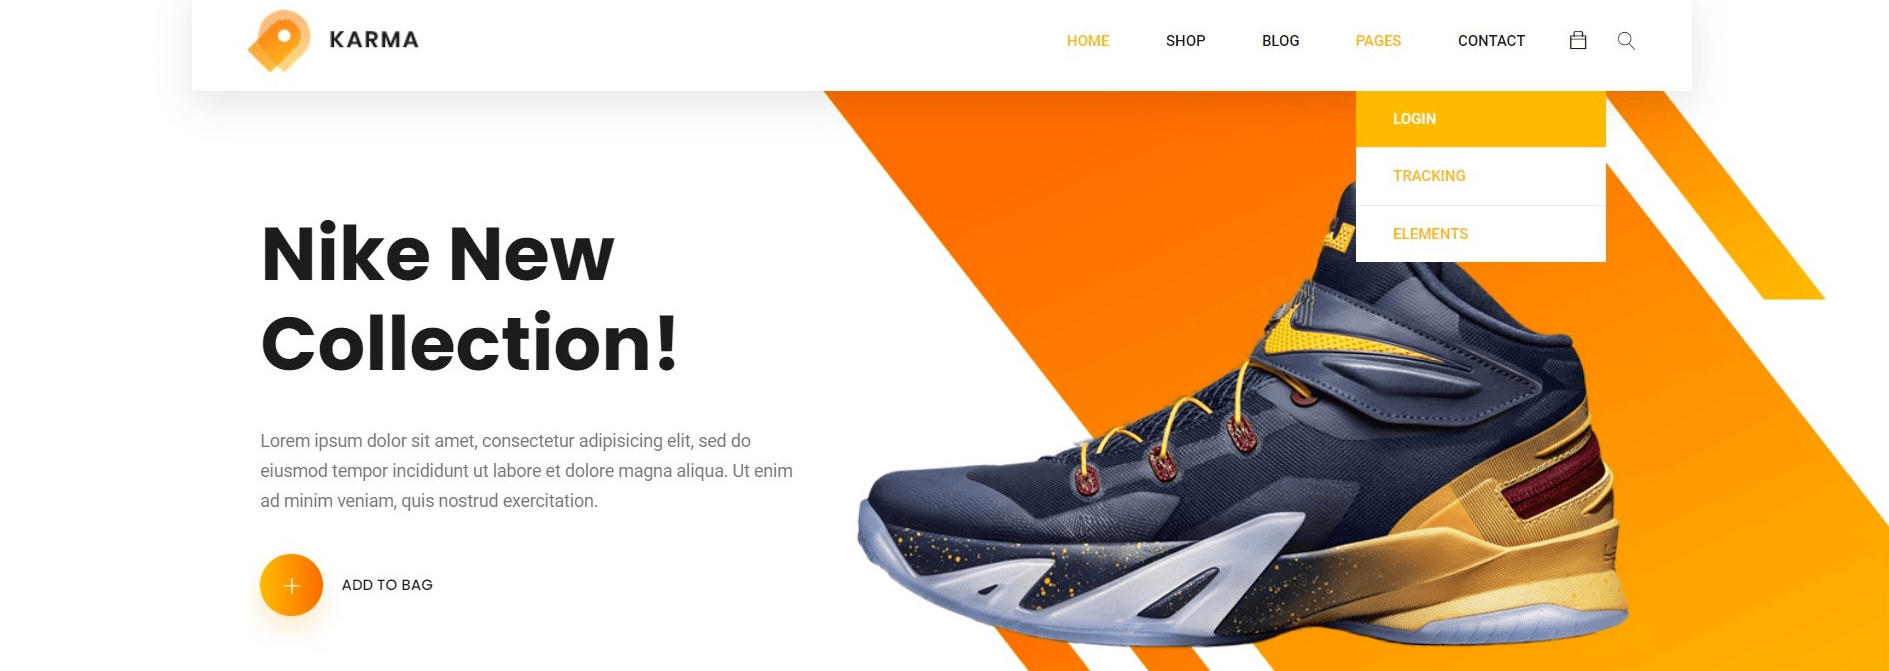 KARMA
HOME
SHOP
BLOG
PAGES
CONTACT
LOGIN
TRACKING
ELEMENTS
Nike New
Collection!
Lorem ipsum dolor sit amet, consectetur adipisicing elit, sed do
eiusmod tempor incididunt ut labore et dolore magna aliqua. Ut enim
ad minim veniam, quis nostrud exercitation.
ADD TO BAG